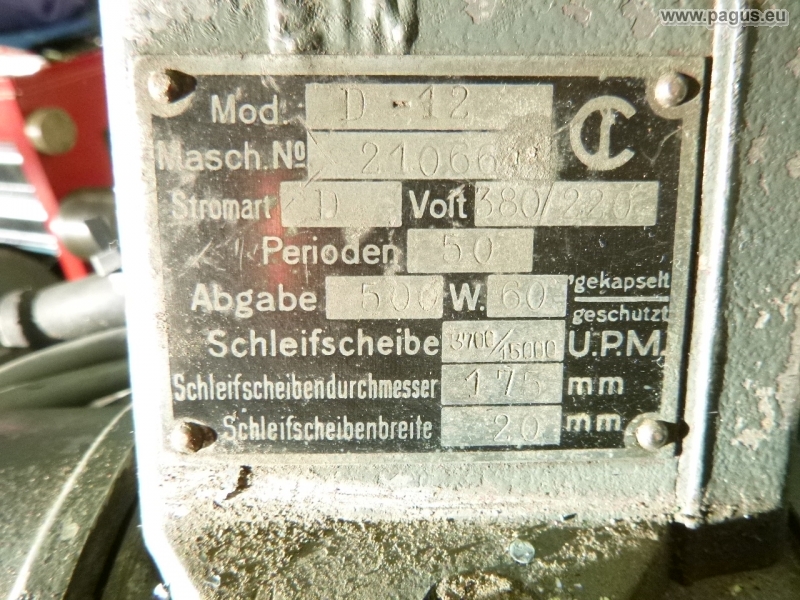 www.pagus.eu
Mod. D-12
Masch. Nº
Stromart D Volt 380/220
Perioden 50
Abgabe 500 W. 60 gekapselt
geschützt
Schleifscheibe 3700/15000 U.P.M.
Schleifscheibendurchmesser 175 mm
Schleifscheibenbreite 20 mm